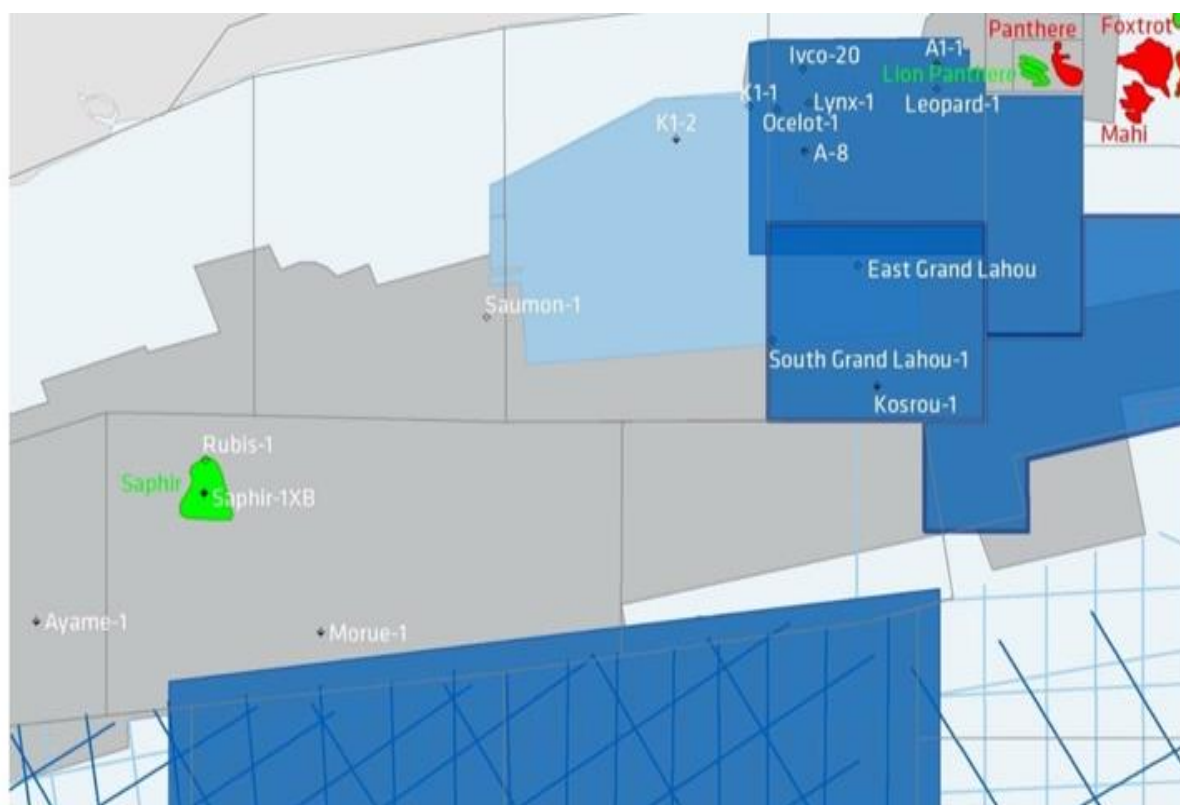 Panthere
Foxtrot
Ivco-20
A1-1
Lion Panthere
K1-1
Lynx-1
Leopard-1
Ocelot-1
K1-2
Mahi
A-8
East Grand Lahou
Saumon-1
South Grand Lahou-1
Kosrou-1
Rubis-1
Saphir
Saphir-1XB
Ayame-1
Morue-1